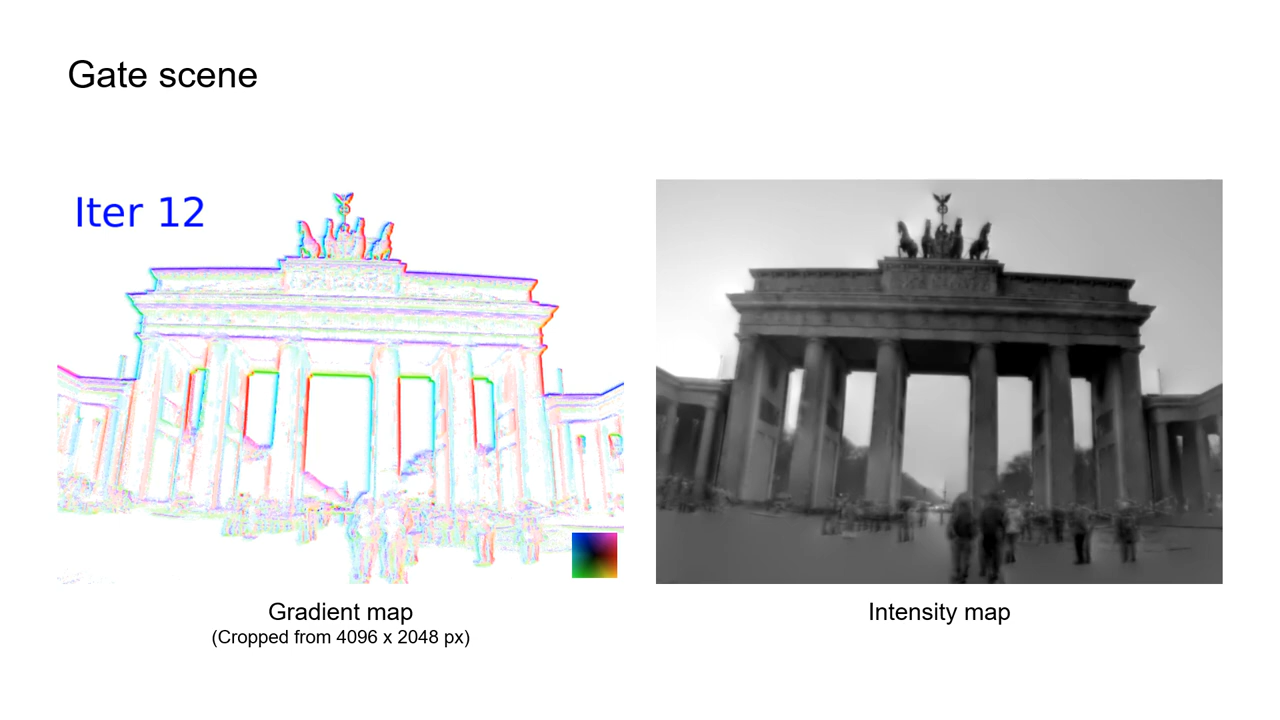 Gate scene
Iter 12
Gradient map
(Cropped from 4096 x 2048 px)
Intensity map